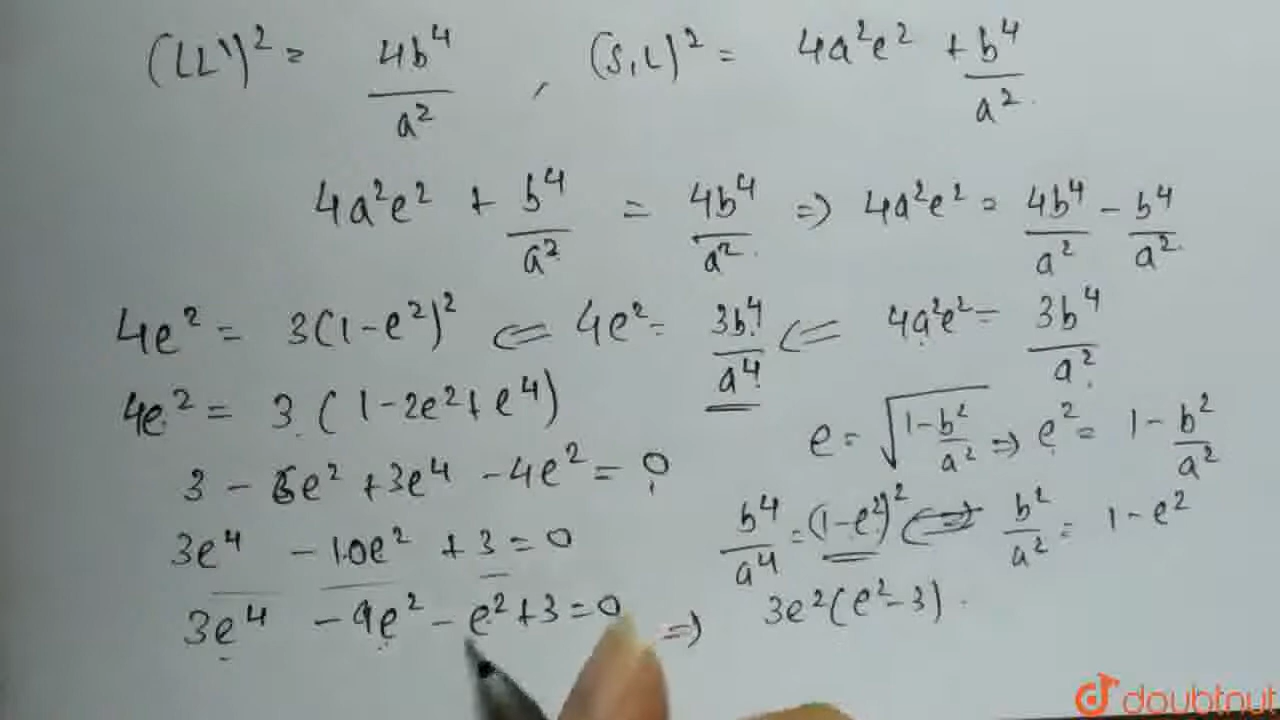 (LL')² = 4b⁴/a² , (S₁L)² = 4a²e² + b⁴/a²
4a²e² + b⁴/a² = 4b⁴/a² ⇒ 4a²e² = 4b⁴/a² - b⁴/a²
4e² = 3(1-e²)² ⇐ 4e² = 3b⁴/a⁴ ⇐ 4a²e² = 3b⁴/a²
4e² = 3(1-2e²+e⁴)
e = √(1-b²/a²) ⇒ e² = 1 - b²/a²
3 - 6e² + 3e⁴ - 4e² = 0
b⁴/a⁴ = (1-e²)² ⇐ b²/a² = 1-e²
3e⁴ - 10e² + 3 = 0
3e⁴ - 9e² - e² + 3 = 0 ⇒ 3e²(e²-3)
doubtnut